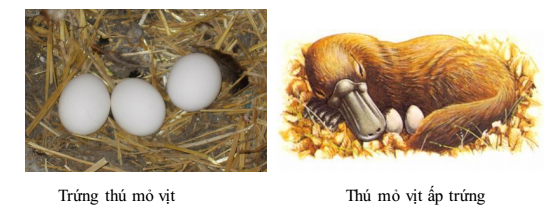 Trứng thú mỏ vịt
Thú mỏ vịt ấp trứng